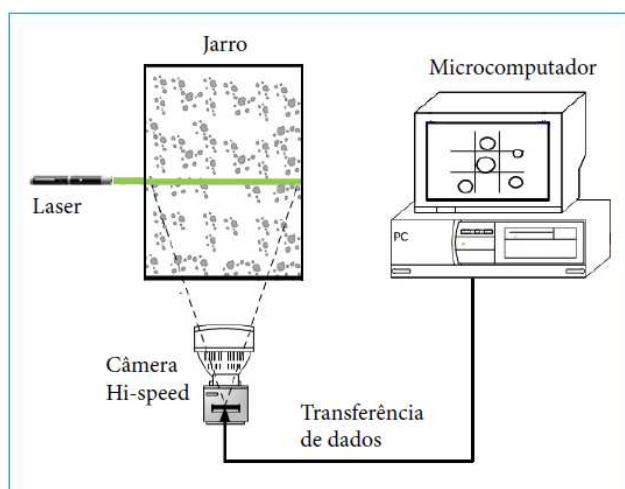 Jarro
Microcomputador
Laser
PC
Câmera
Hi-speed
Transferência
de dados